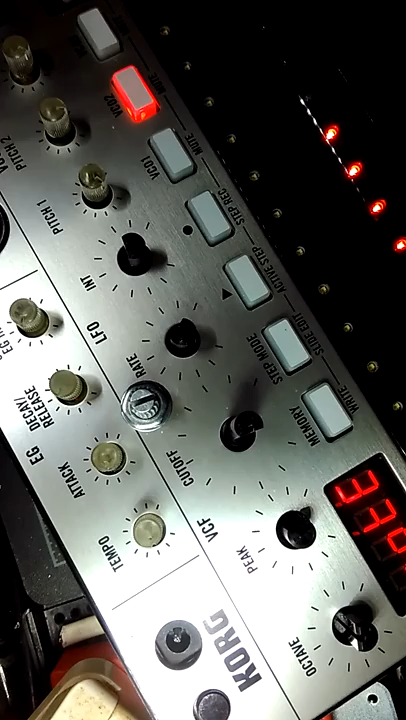 MUTE
VCO2
MUTE
VCO1
STEP REC
ACTIVE STEP
SLIDE EDIT
STEP MODE
WRITE
MEMORY
PITCH 2
PITCH 1
LFO
INT
RATE
EG
DECAY/
RELEASE
ATTACK
VCF
CUTOFF
PEAK
TEMPO
OCTAVE
KORG